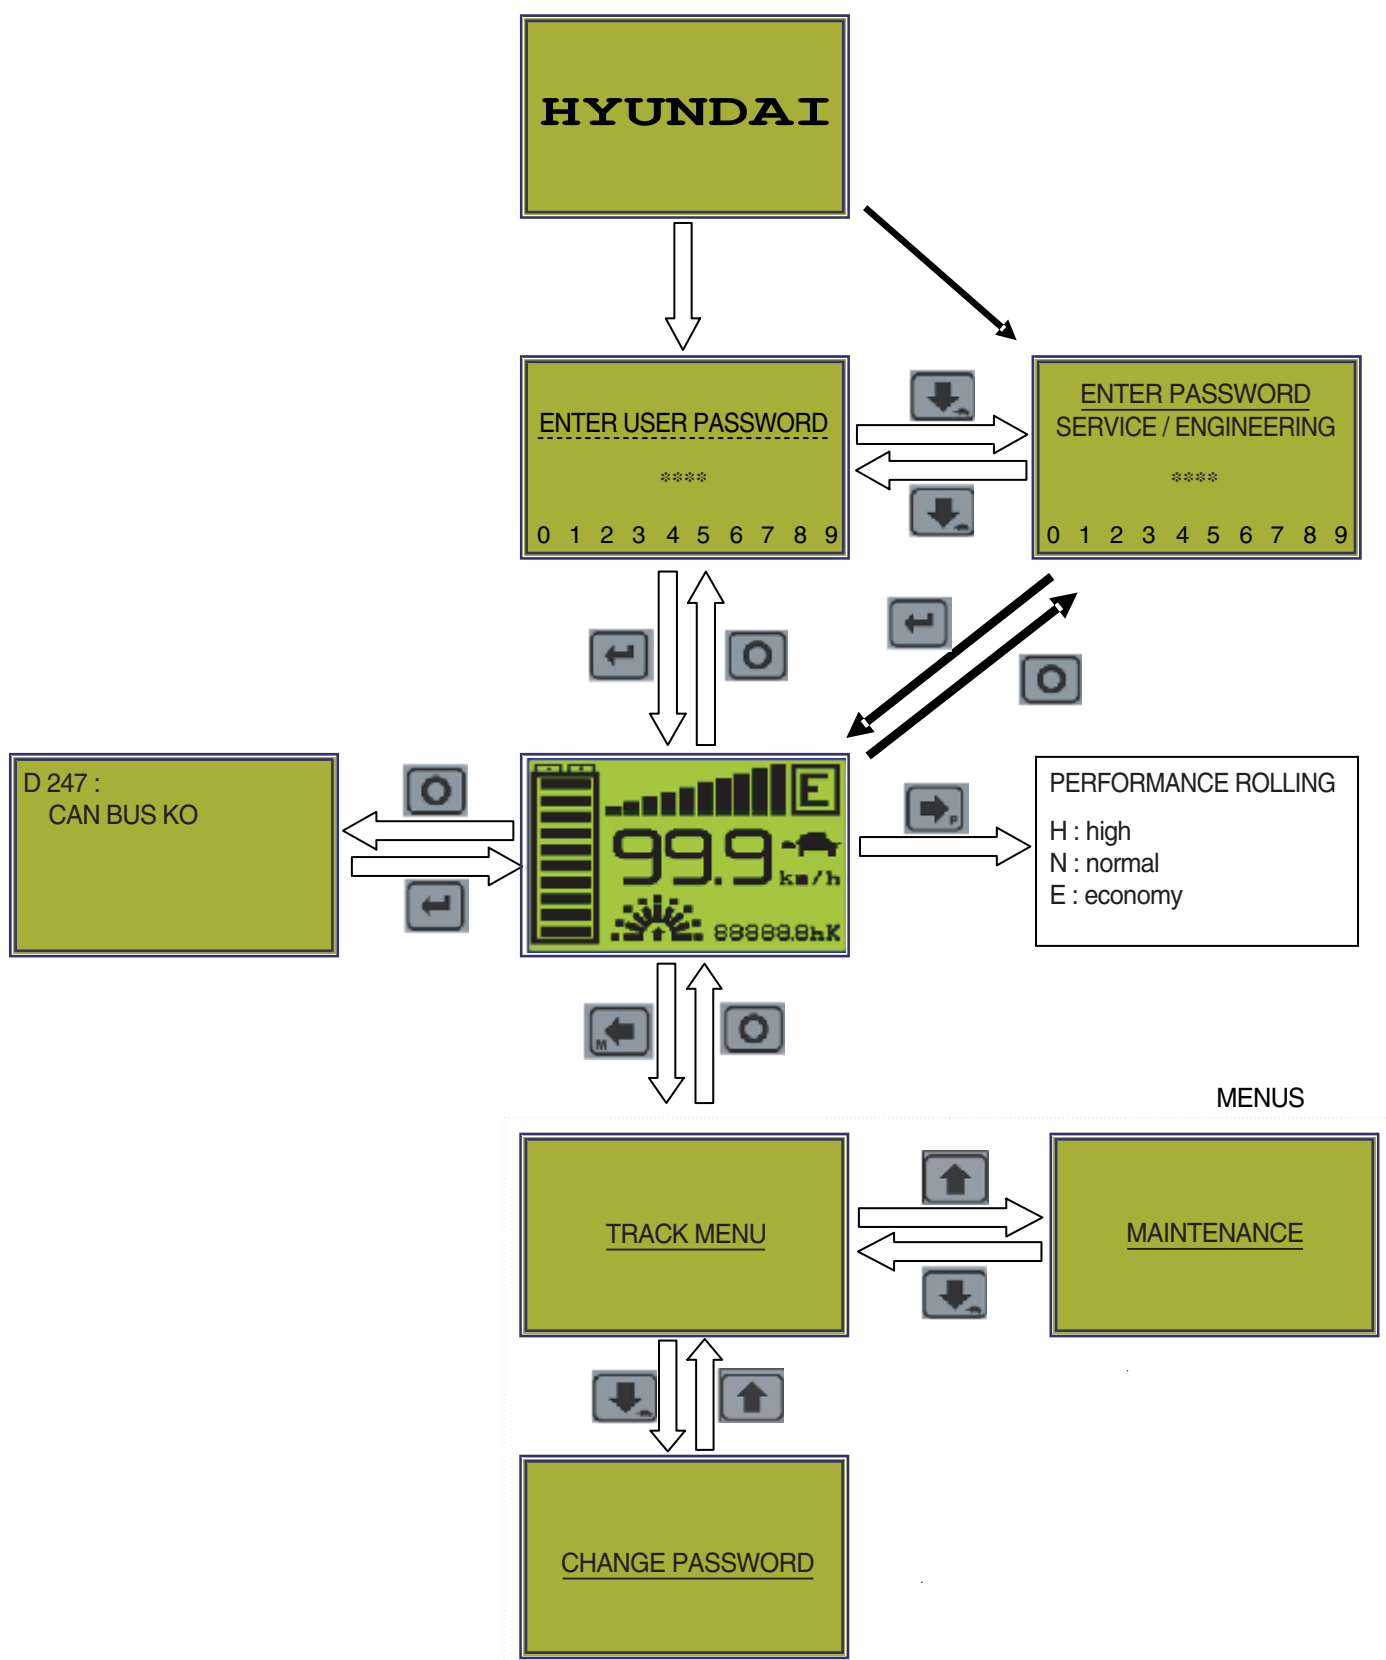 HYUNDAI
ENTER USER PASSWORD
****
0 1 2 3 4 5 6 7 8 9
ENTER PASSWORD
SERVICE / ENGINEERING
****
0 1 2 3 4 5 6 7 8 9
D 247 :
CAN BUS KO
E
99.9
km/h
88888.8hK
P
PERFORMANCE ROLLING
H : high
N : normal
E : economy
M
MENUS
TRACK MENU
MAINTENANCE
CHANGE PASSWORD